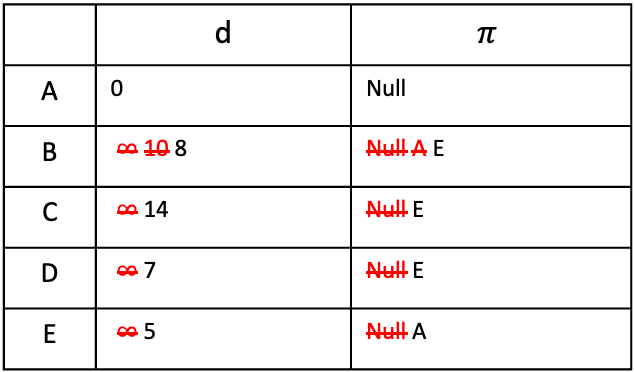 d π
A 0 Null
B ∞ 10 8 Null A E
C ∞ 14 Null E
D ∞ 7 Null E
E ∞ 5 Null A